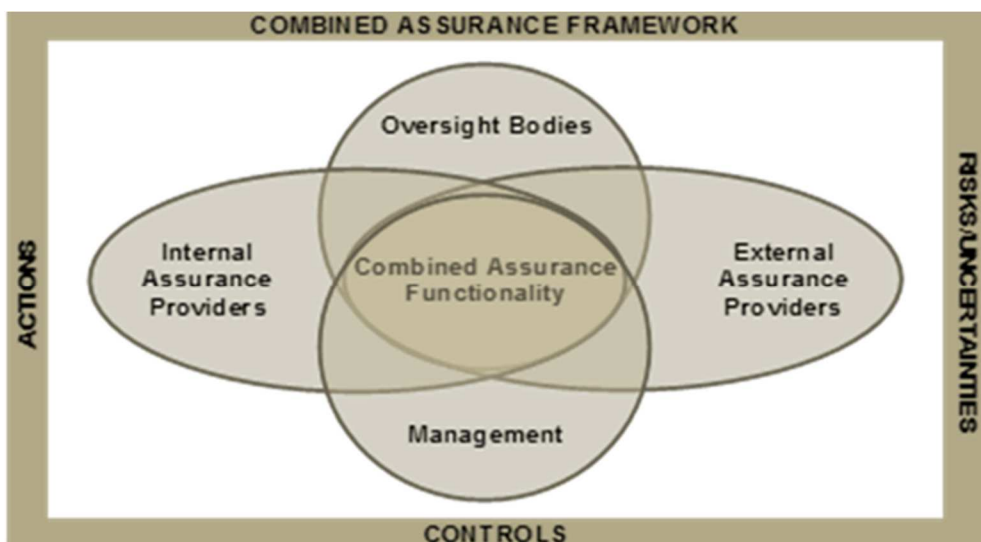 COMBINED ASSURANCE FRAMEWORK
Oversight Bodies
Internal
Assurance
Providers
Combined Assurance
Functionality
External
Assurance
Providers
Management
ACTIONS
RISKS/UNCERTAINTIES
CONTROLS